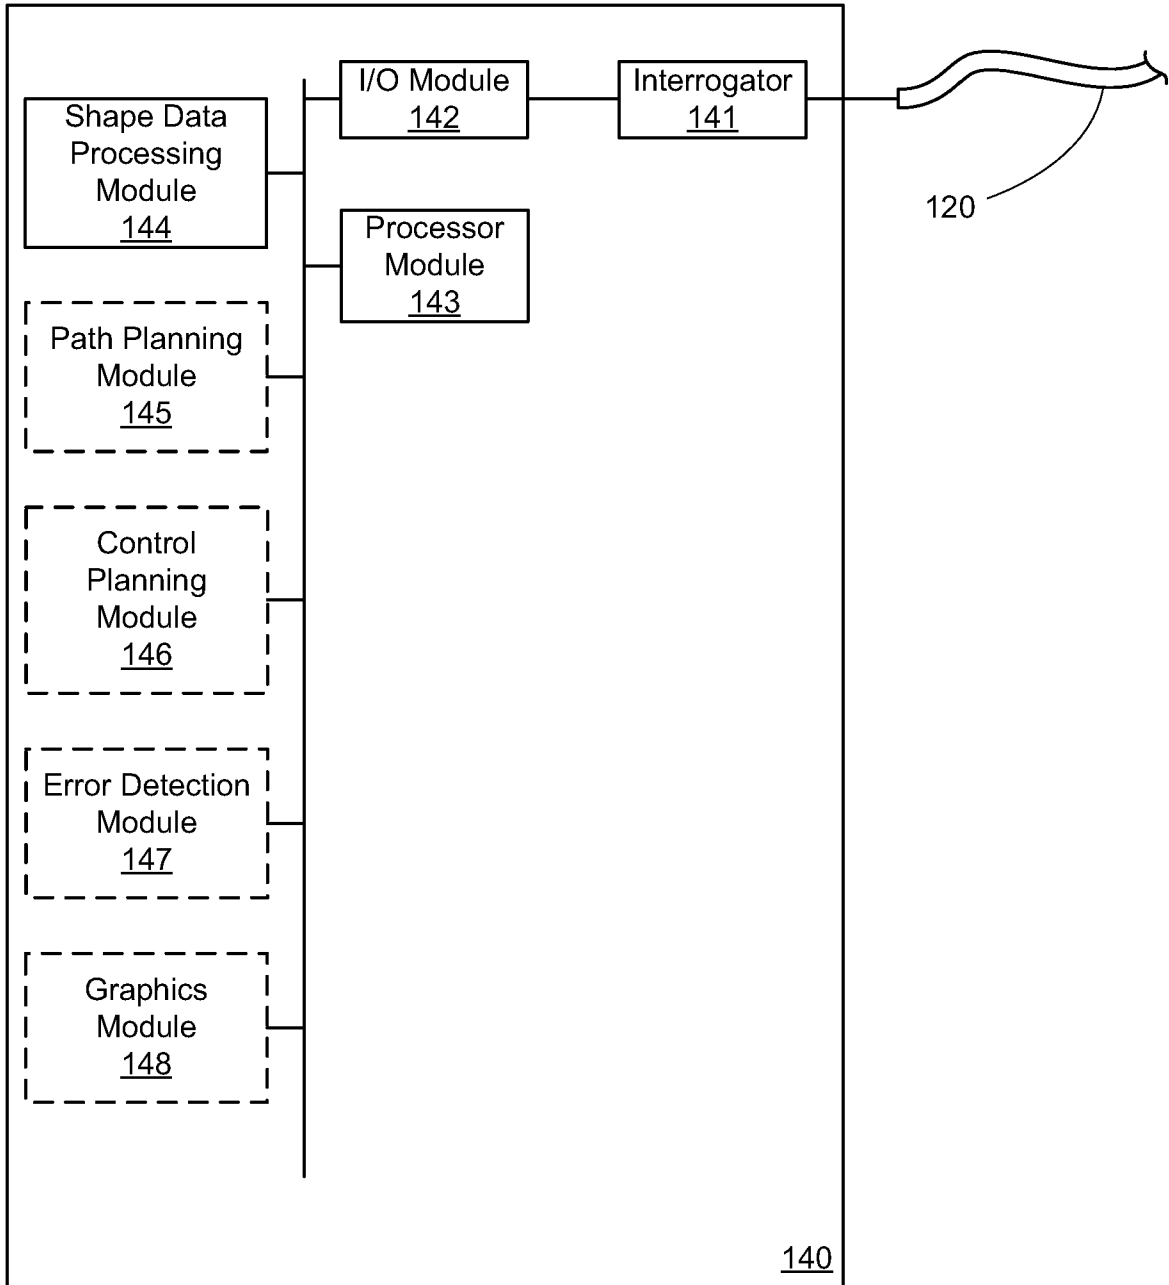 I/O Module
142
Interrogator
141
Shape Data
Processing
Module
144
120
Processor
Module
143
Path Planning
Module
145
Control
Planning
Module
146
Error Detection
Module
147
Graphics
Module
148
140